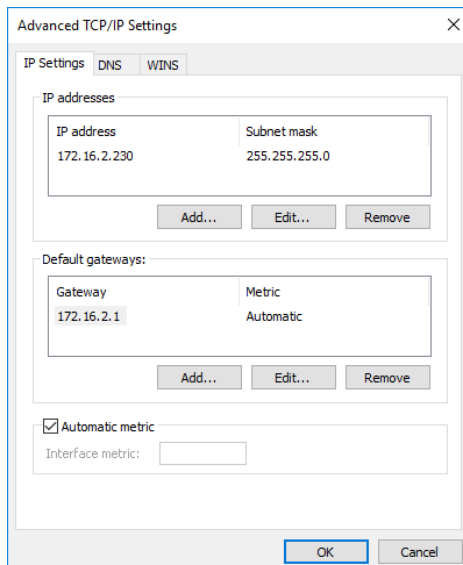 Advanced TCP/IP Settings
IP Settings DNS WINS
IP addresses
IP address Subnet mask
172.16.2.230 255.255.255.0
Add... Edit... Remove
Default gateways:
Gateway Metric
172.16.2.1 Automatic
Add... Edit... Remove
Automatic metric
Interface metric:
OK Cancel